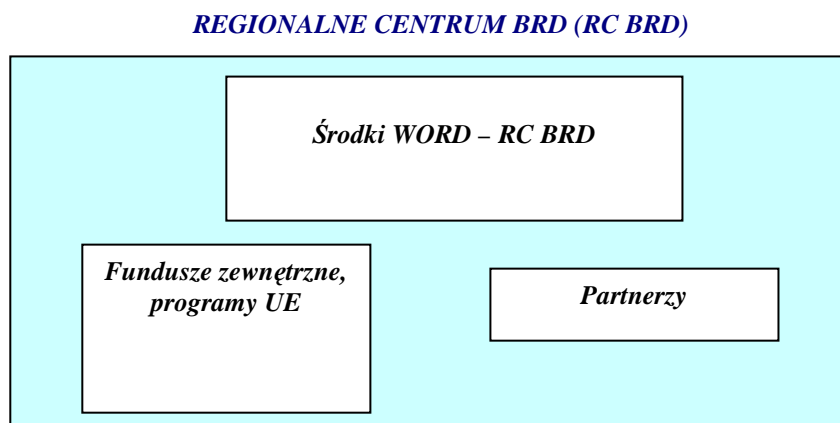 REGIONALNE CENTRUM BRD (RC BRD)
Środki WORD – RC BRD
Fundusze zewnętrzne,
programy UE
Partnerzy